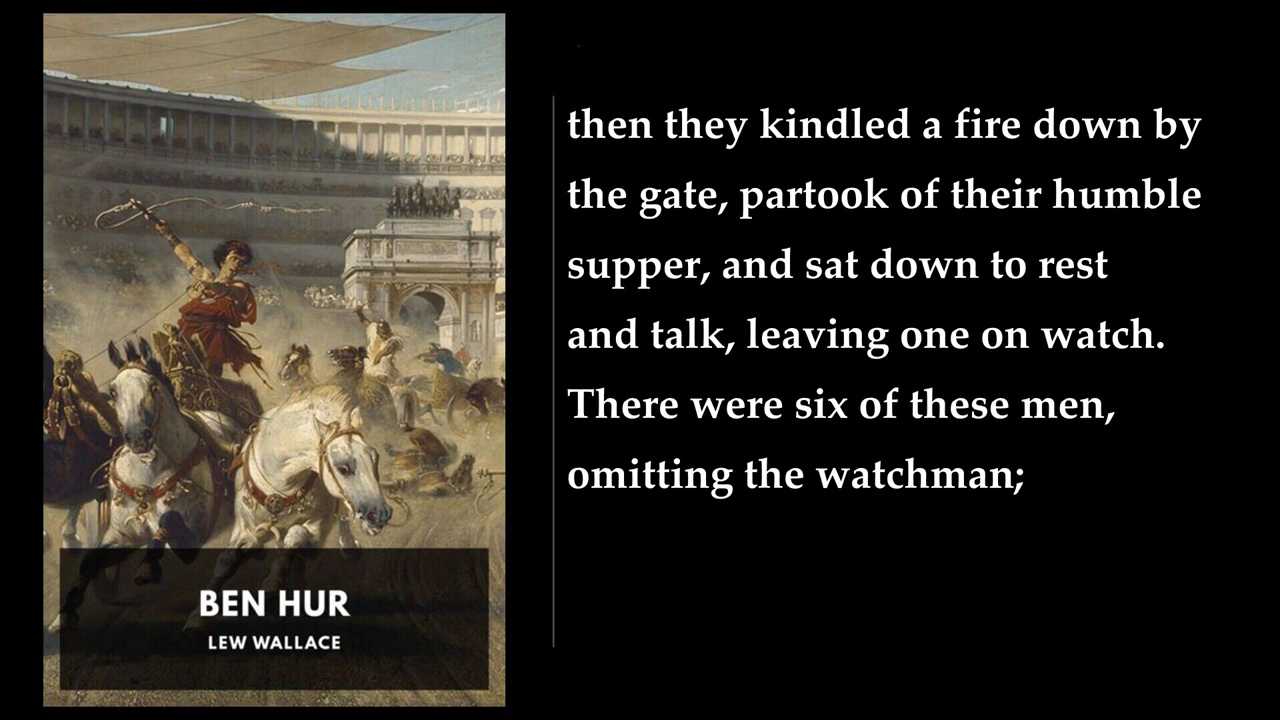 BEN HUR
LEW WALLACE
then they kindled a fire down by
the gate, partook of their humble
supper, and sat down to rest
and talk, leaving one on watch.
There were six of these men,
omitting the watchman;